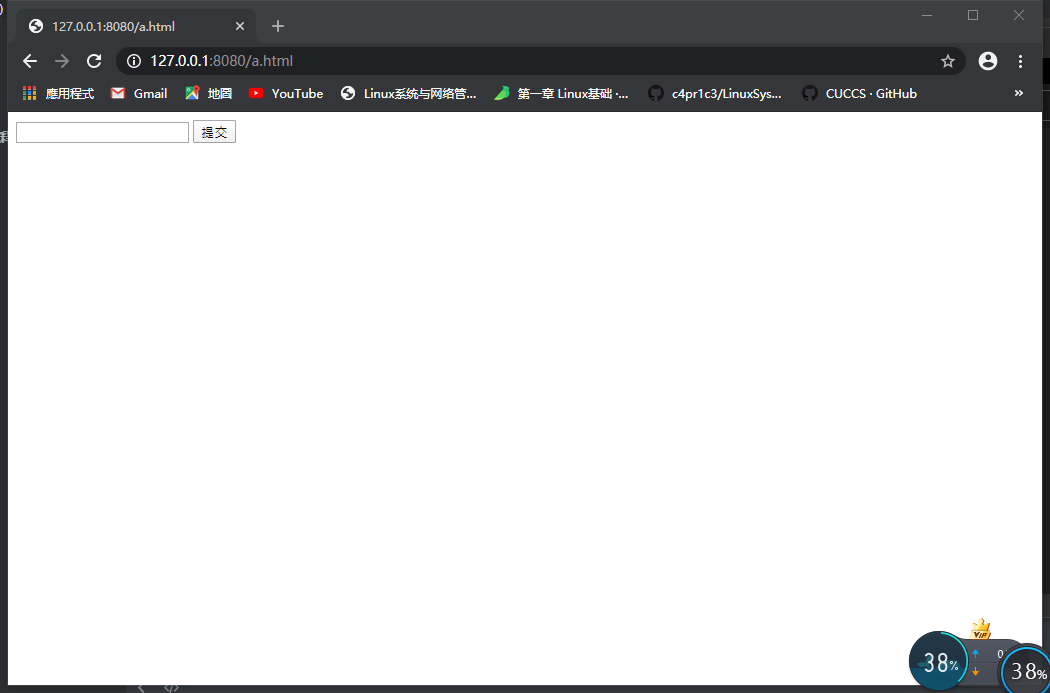 127.0.0.1:8080/a.html
127.0.0.1:8080/a.html
應用程式 Gmail 地圖 YouTube Linux系统与网络管... 第一章 Linux基础 ·... c4pr1c3/LinuxSys... CUCCS · GitHub »
提交
VIP
38% 0
38%